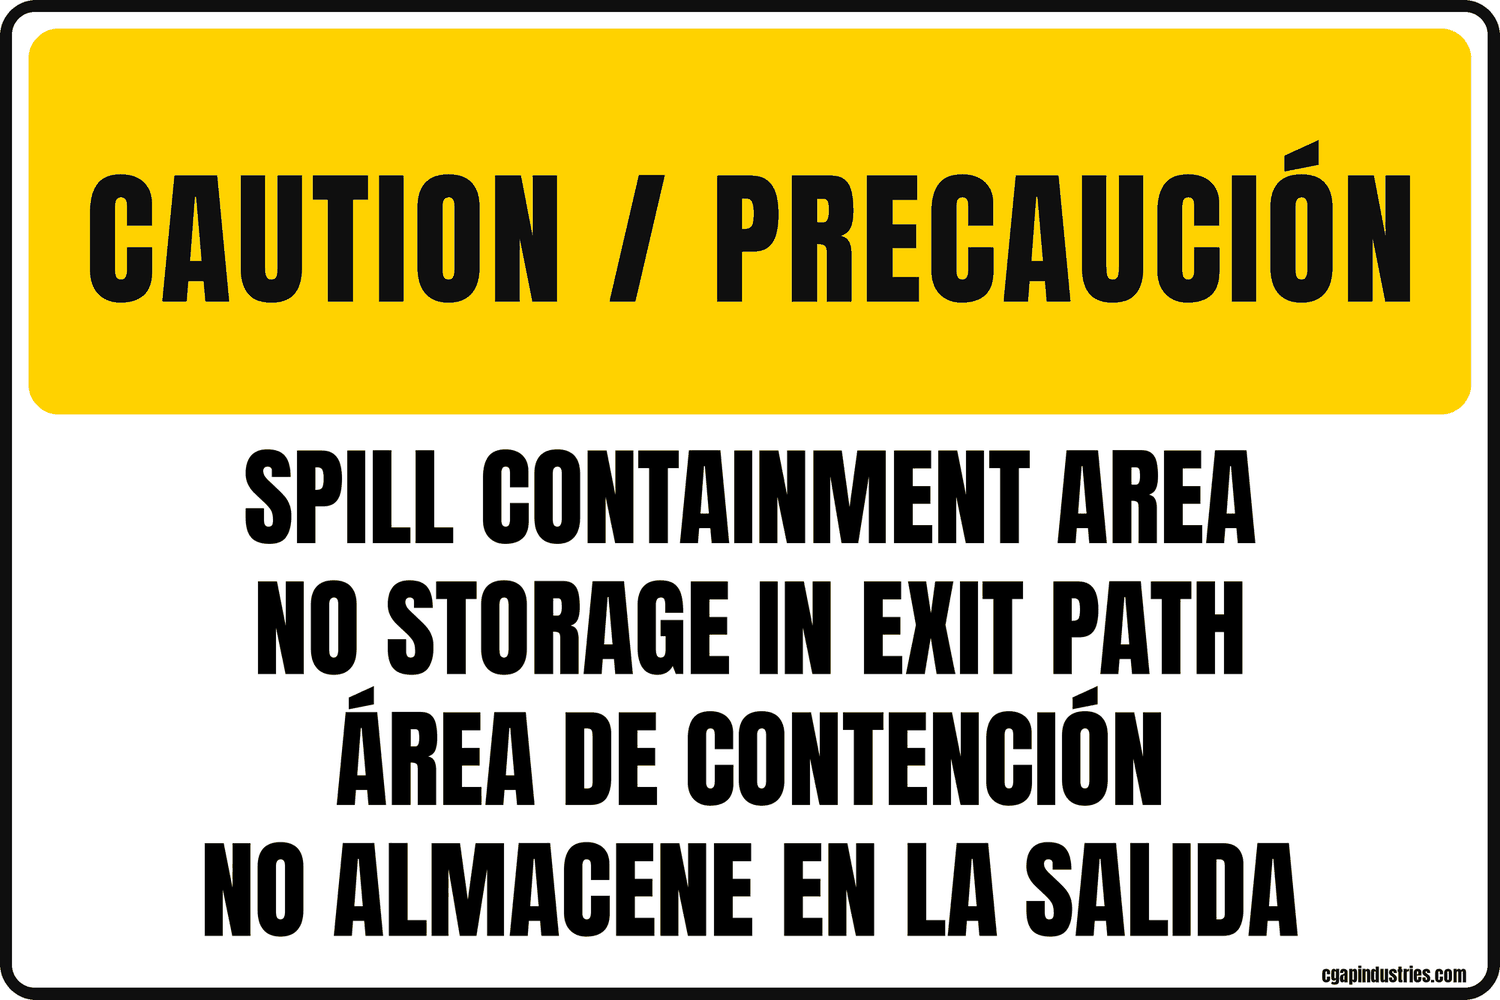 CAUTION / PRECAUCIÓN
SPILL CONTAINMENT AREA
NO STORAGE IN EXIT PATH
ÁREA DE CONTENCIÓN
NO ALMACENE EN LA SALIDA
cgapindustries.com